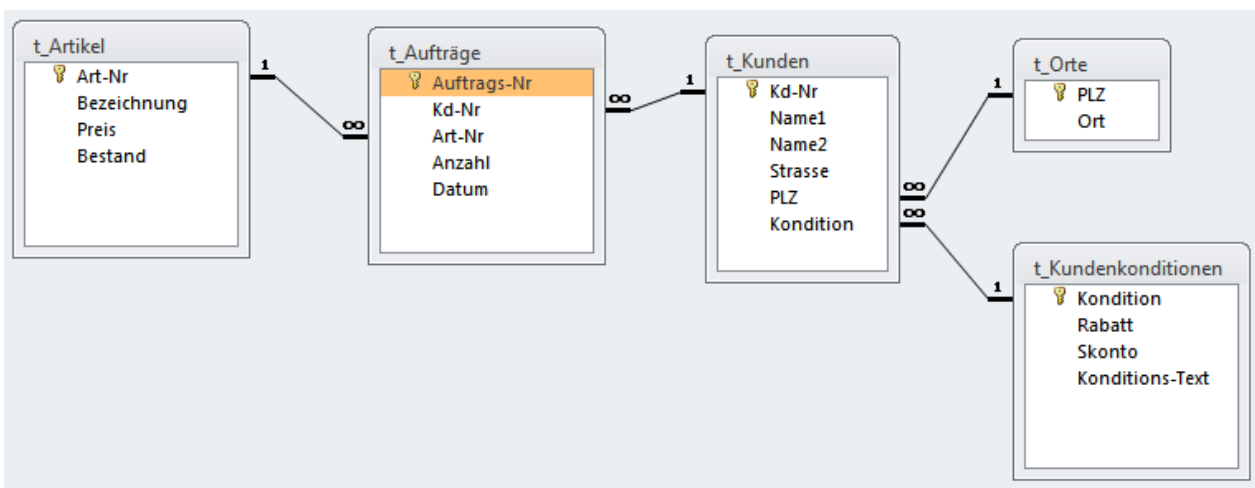 t_Artikel
Art-Nr
Bezeichnung
Preis
Bestand
1
∞
t_Aufträge
Auftrags-Nr
Kd-Nr
Art-Nr
Anzahl
Datum
∞
1
t_Kunden
Kd-Nr
Name1
Name2
Strasse
PLZ
Kondition
∞
∞
1
t_Orte
PLZ
Ort
1
t_Kundenkonditionen
Kondition
Rabatt
Skonto
Konditions-Text